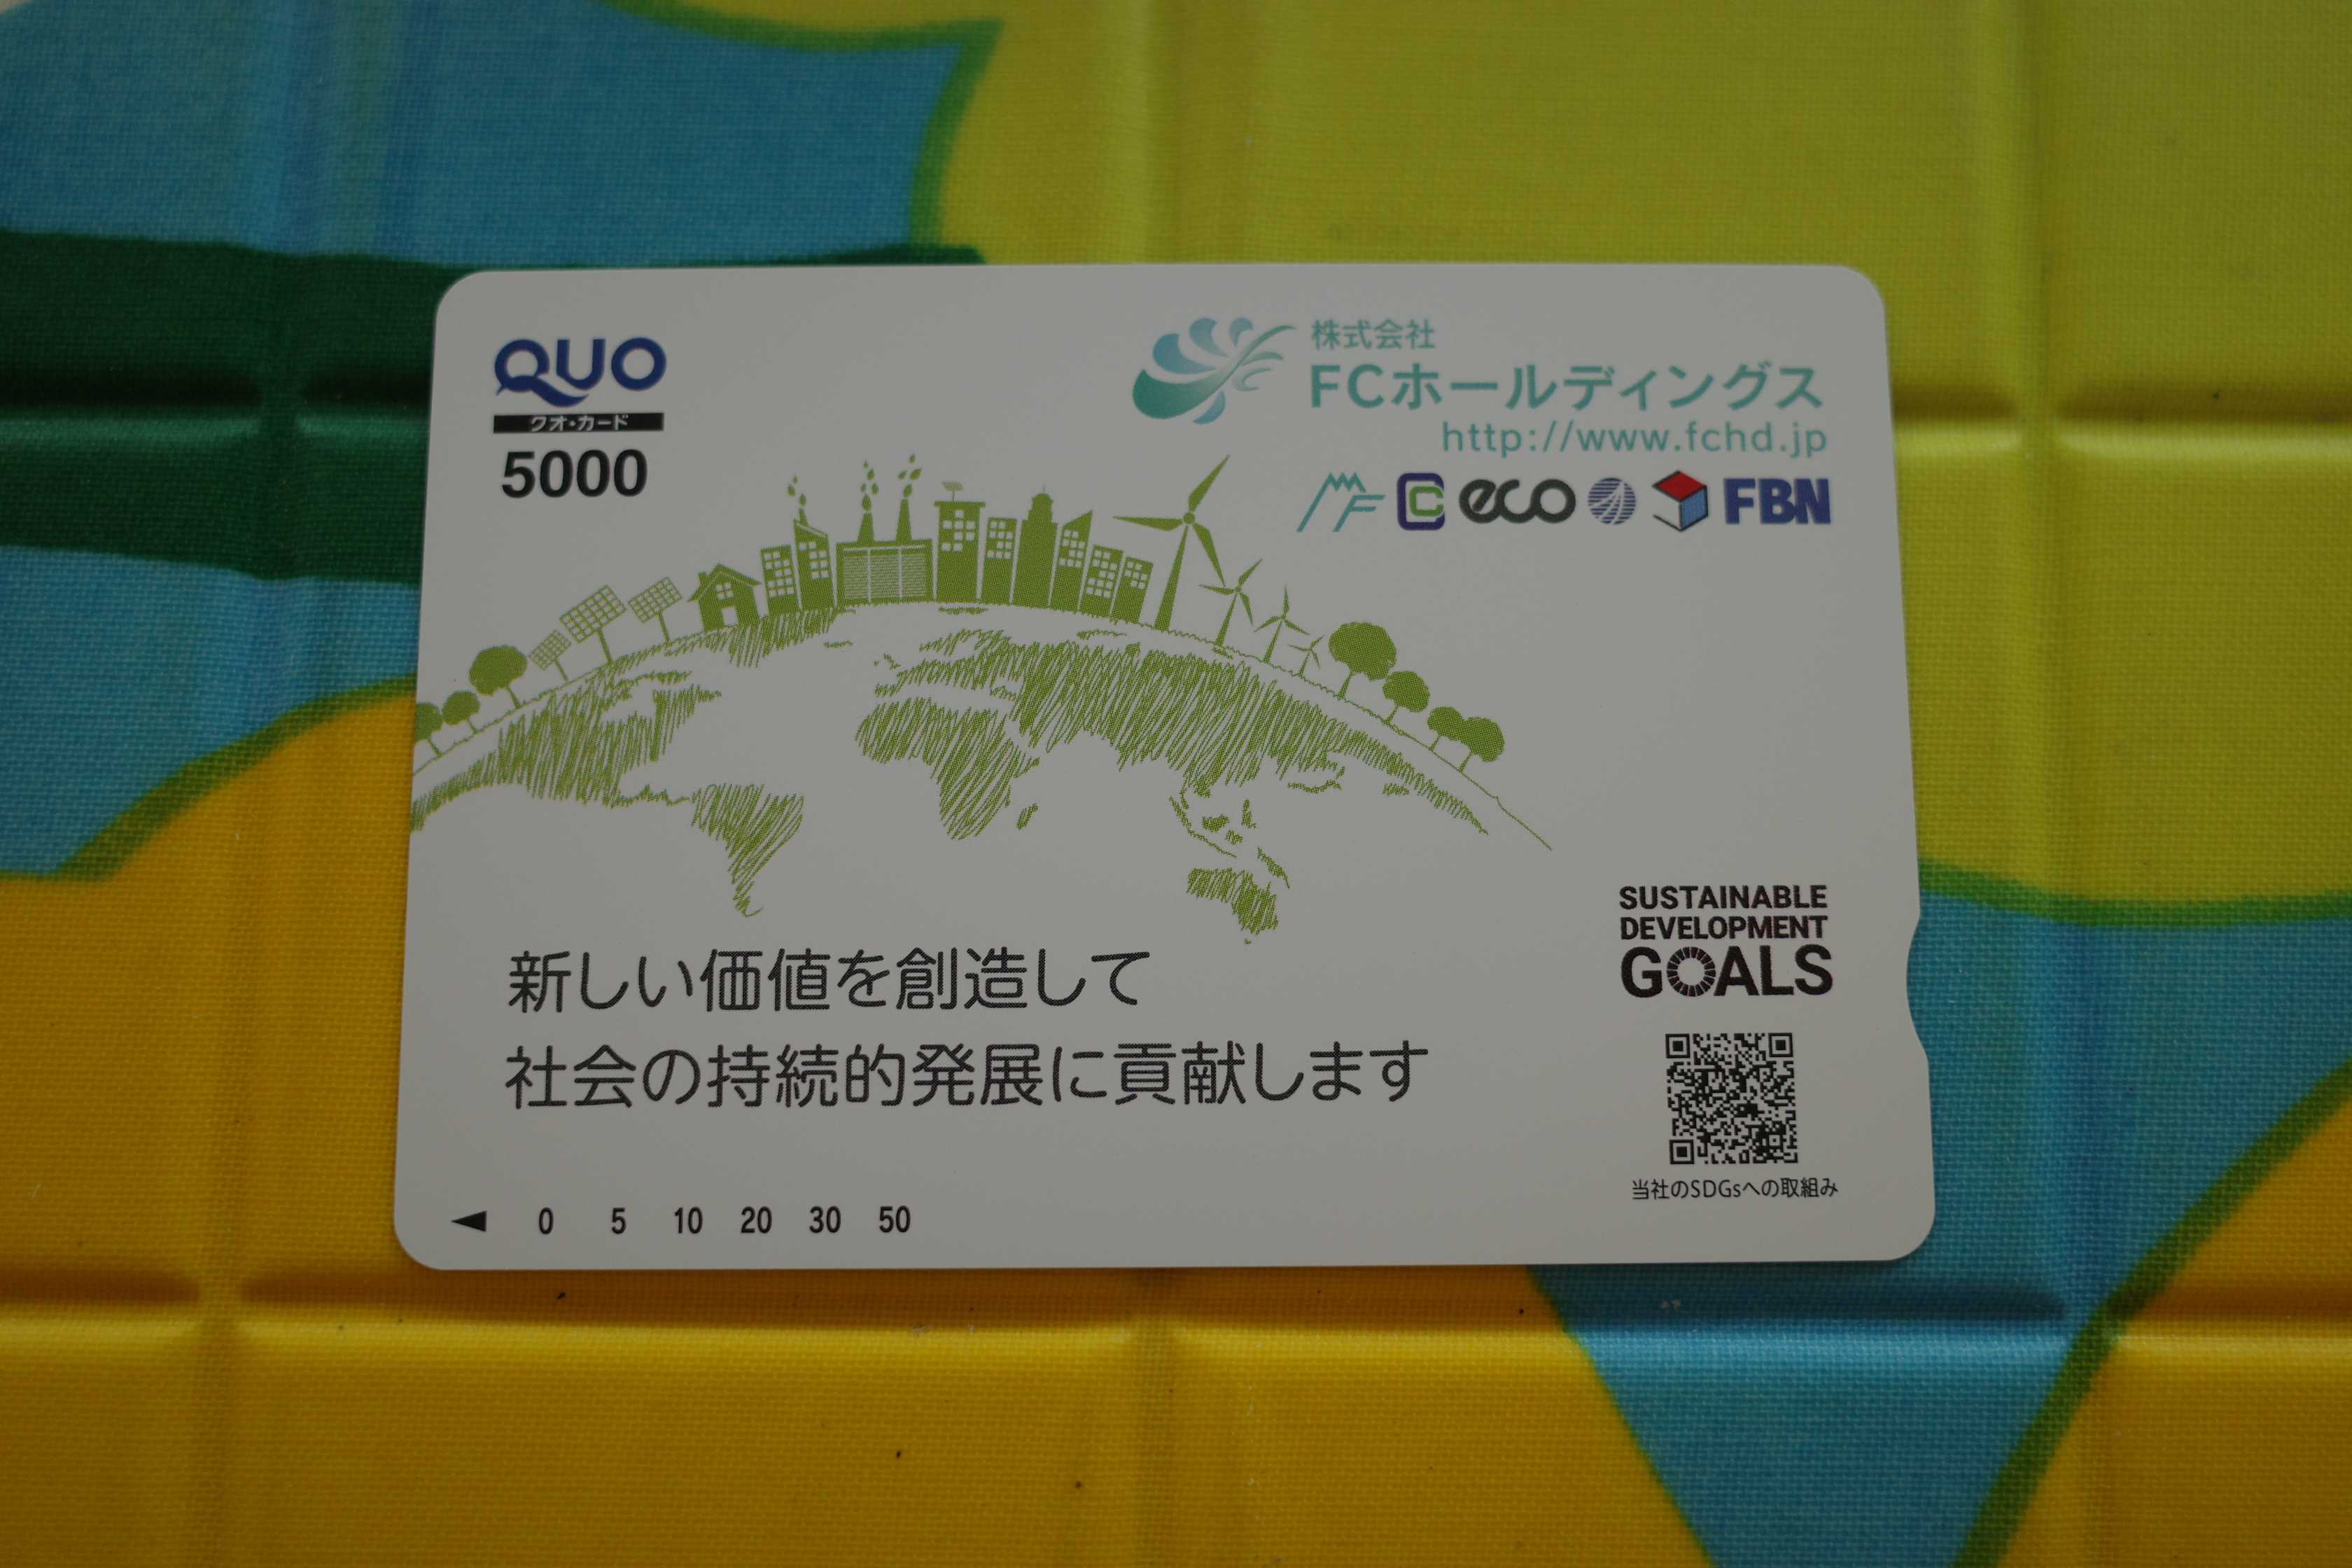 QUO
クオ・カード
5000
株式会社
FCホールディングス
http://www.fchd.jp
eco
FBN
新しい価値を創造して
社会の持続的発展に貢献します
SUSTAINABLE
DEVELOPMENT
GOALS
当社のSDGsへの取組み
0 5 10 20 30 50